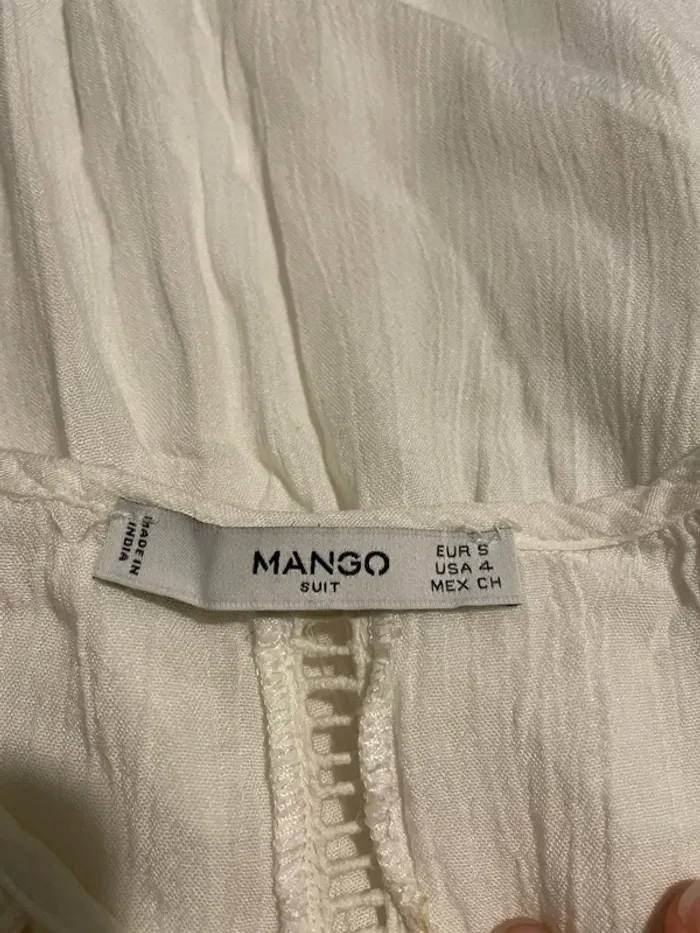 MADE IN
INDIA
MANGO
SUIT
EUR S
USA 4
MEX CH